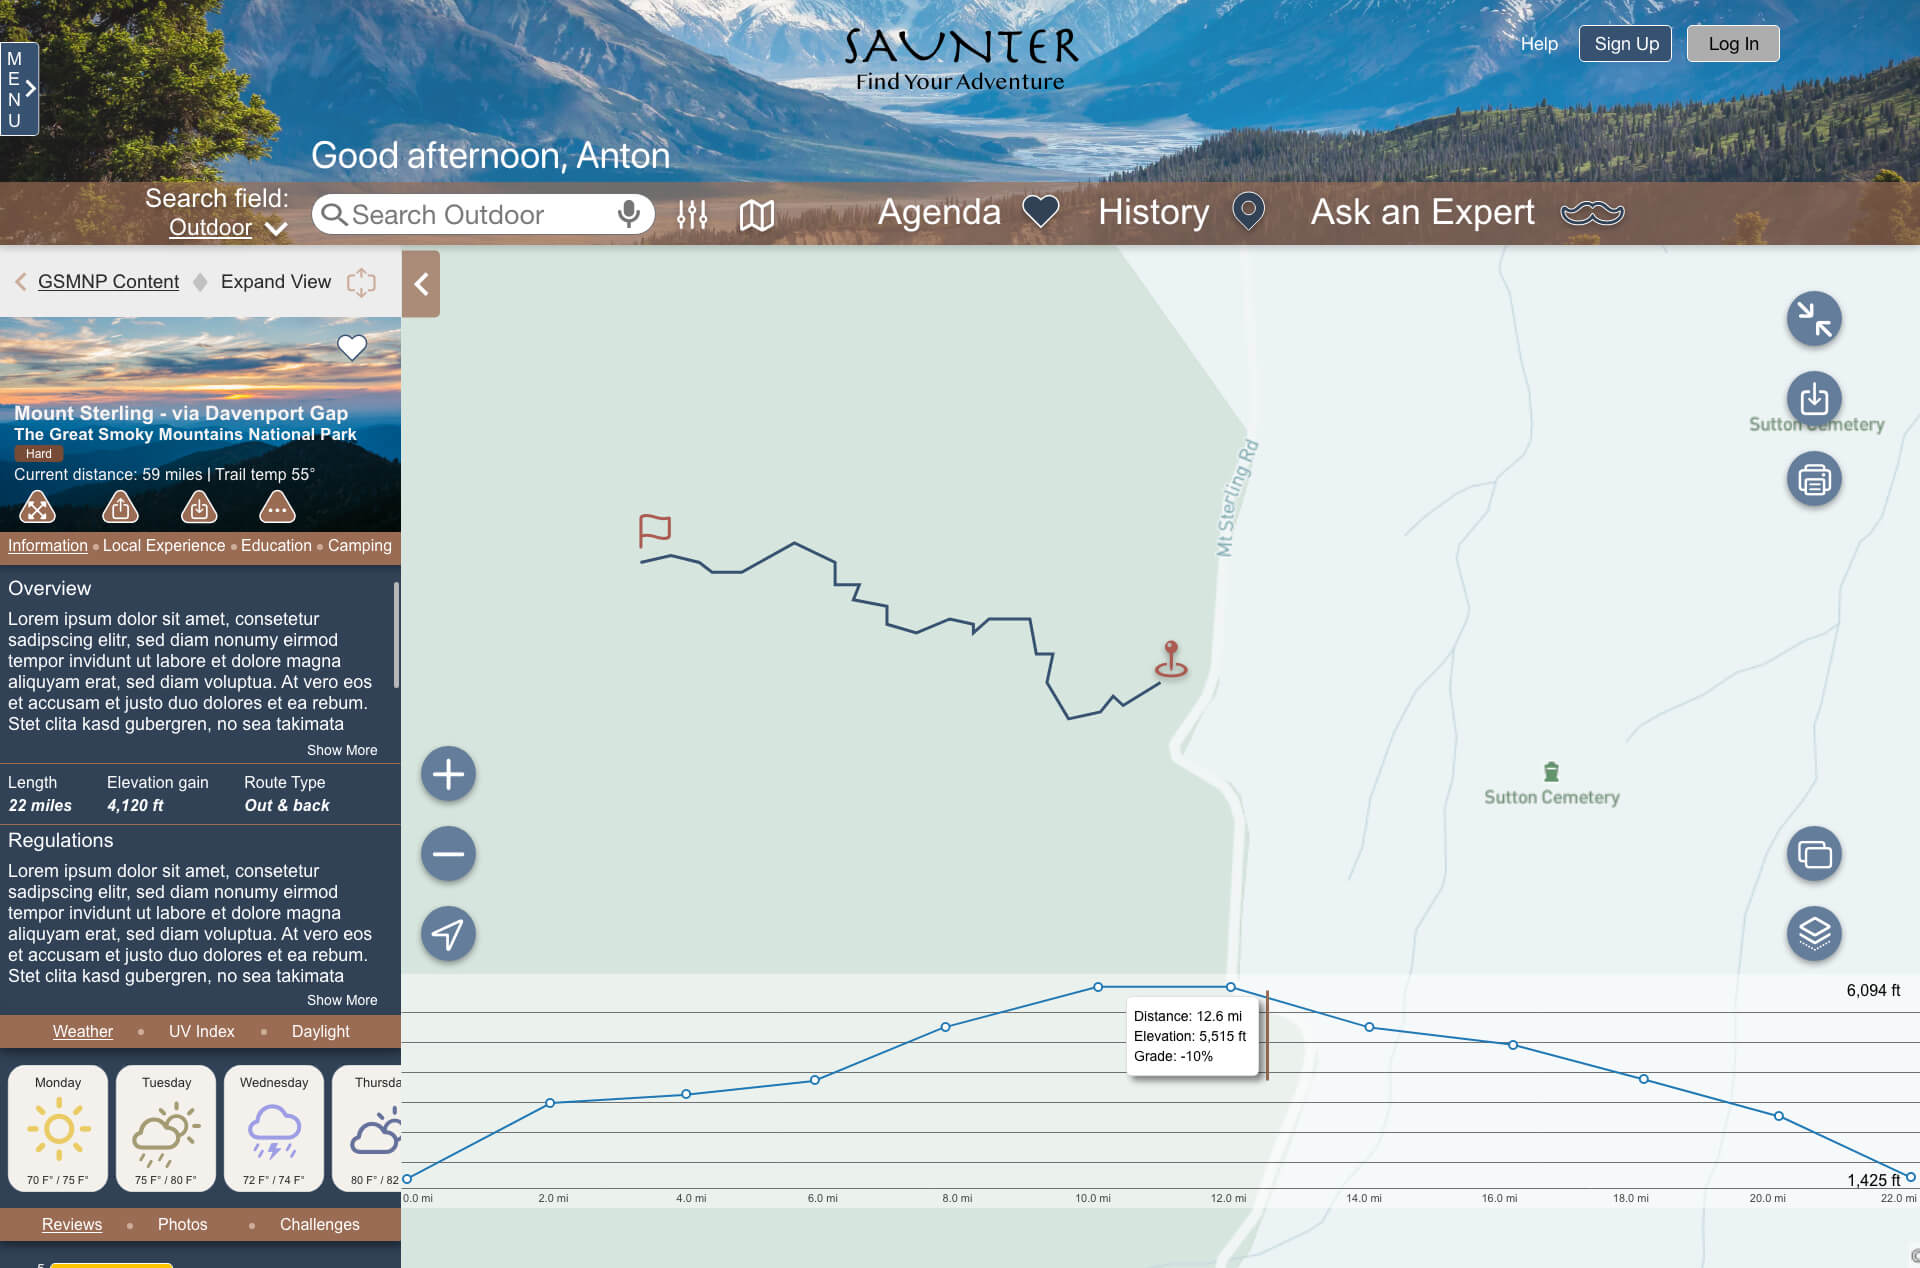 MENU
SAUNTER
Find Your Adventure
Help
Sign Up
Log In
Good afternoon, Anton
Search field:
Outdoor
Search Outdoor
Agenda
History
Ask an Expert
GSMNP Content
Expand View
Mount Sterling - via Davenport Gap
The Great Smoky Mountains National Park
Hard
Current distance: 59 miles | Trail temp 55°
Information
Local Experience
Education
Camping
Overview
Lorem ipsum dolor sit amet, consetetur
sadipscing elitr, sed diam nonumy eirmod
tempor invidunt ut labore et dolore magna
aliquyam erat, sed diam voluptua. At vero eos
et accusam et justo duo dolores et ea rebum.
Stet clita kasd gubergren, no sea takimata
Show More
Length
22 miles
Elevation gain
4,120 ft
Route Type
Out & back
Regulations
Lorem ipsum dolor sit amet, consetetur
sadipscing elitr, sed diam nonumy eirmod
tempor invidunt ut labore et dolore magna
aliquyam erat, sed diam voluptua. At vero eos
et accusam et justo duo dolores et ea rebum.
Stet clita kasd gubergren, no sea takimata
Show More
Weather
UV Index
Daylight
Monday
70 F° / 75 F°
Tuesday
75 F° / 80 F°
Wednesday
72 F° / 74 F°
Thursda
80 F° / 82
Reviews
Photos
Challenges
Mt Sterling Rd
Sutton Cemetery
Sutton Cemetery
6,094 ft
Distance: 12.6 mi
Elevation: 5,515 ft
Grade: -10%
1,425 ft
0.0 mi
2.0 mi
4.0 mi
6.0 mi
8.0 mi
10.0 mi
12.0 mi
14.0 mi
16.0 mi
18.0 mi
20.0 mi
22.0 mi